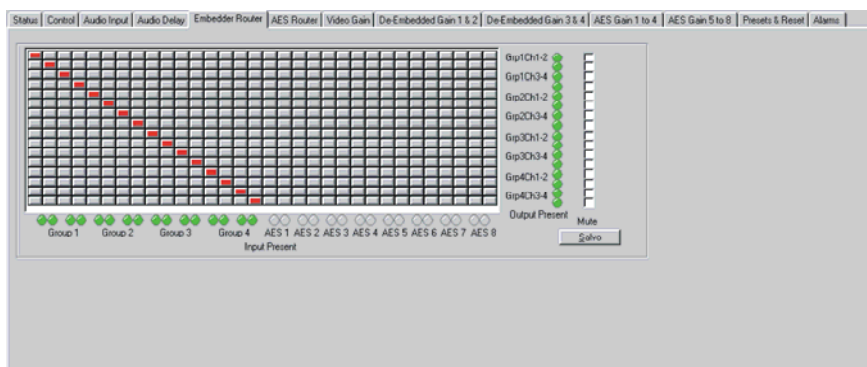 Status Control Audio Input Audio Delay Embedder Router AES Router Video Gain De-Embedded Gain 1 & 2 De-Embedded Gain 3 & 4 AES Gain 1 to 4 AES Gain 5 to 8 Presets & Reset Alarms
Grp1Ch1-2
Grp1Ch3-4
Grp2Ch1-2
Grp2Ch3-4
Grp3Ch1-2
Grp3Ch3-4
Grp4Ch1-2
Grp4Ch3-4
Output Present Mute
Group 1 Group 2 Group 3 Group 4 AES 1 AES 2 AES 3 AES 4 AES 5 AES 6 AES 7 AES 8
Input Present
Salvo